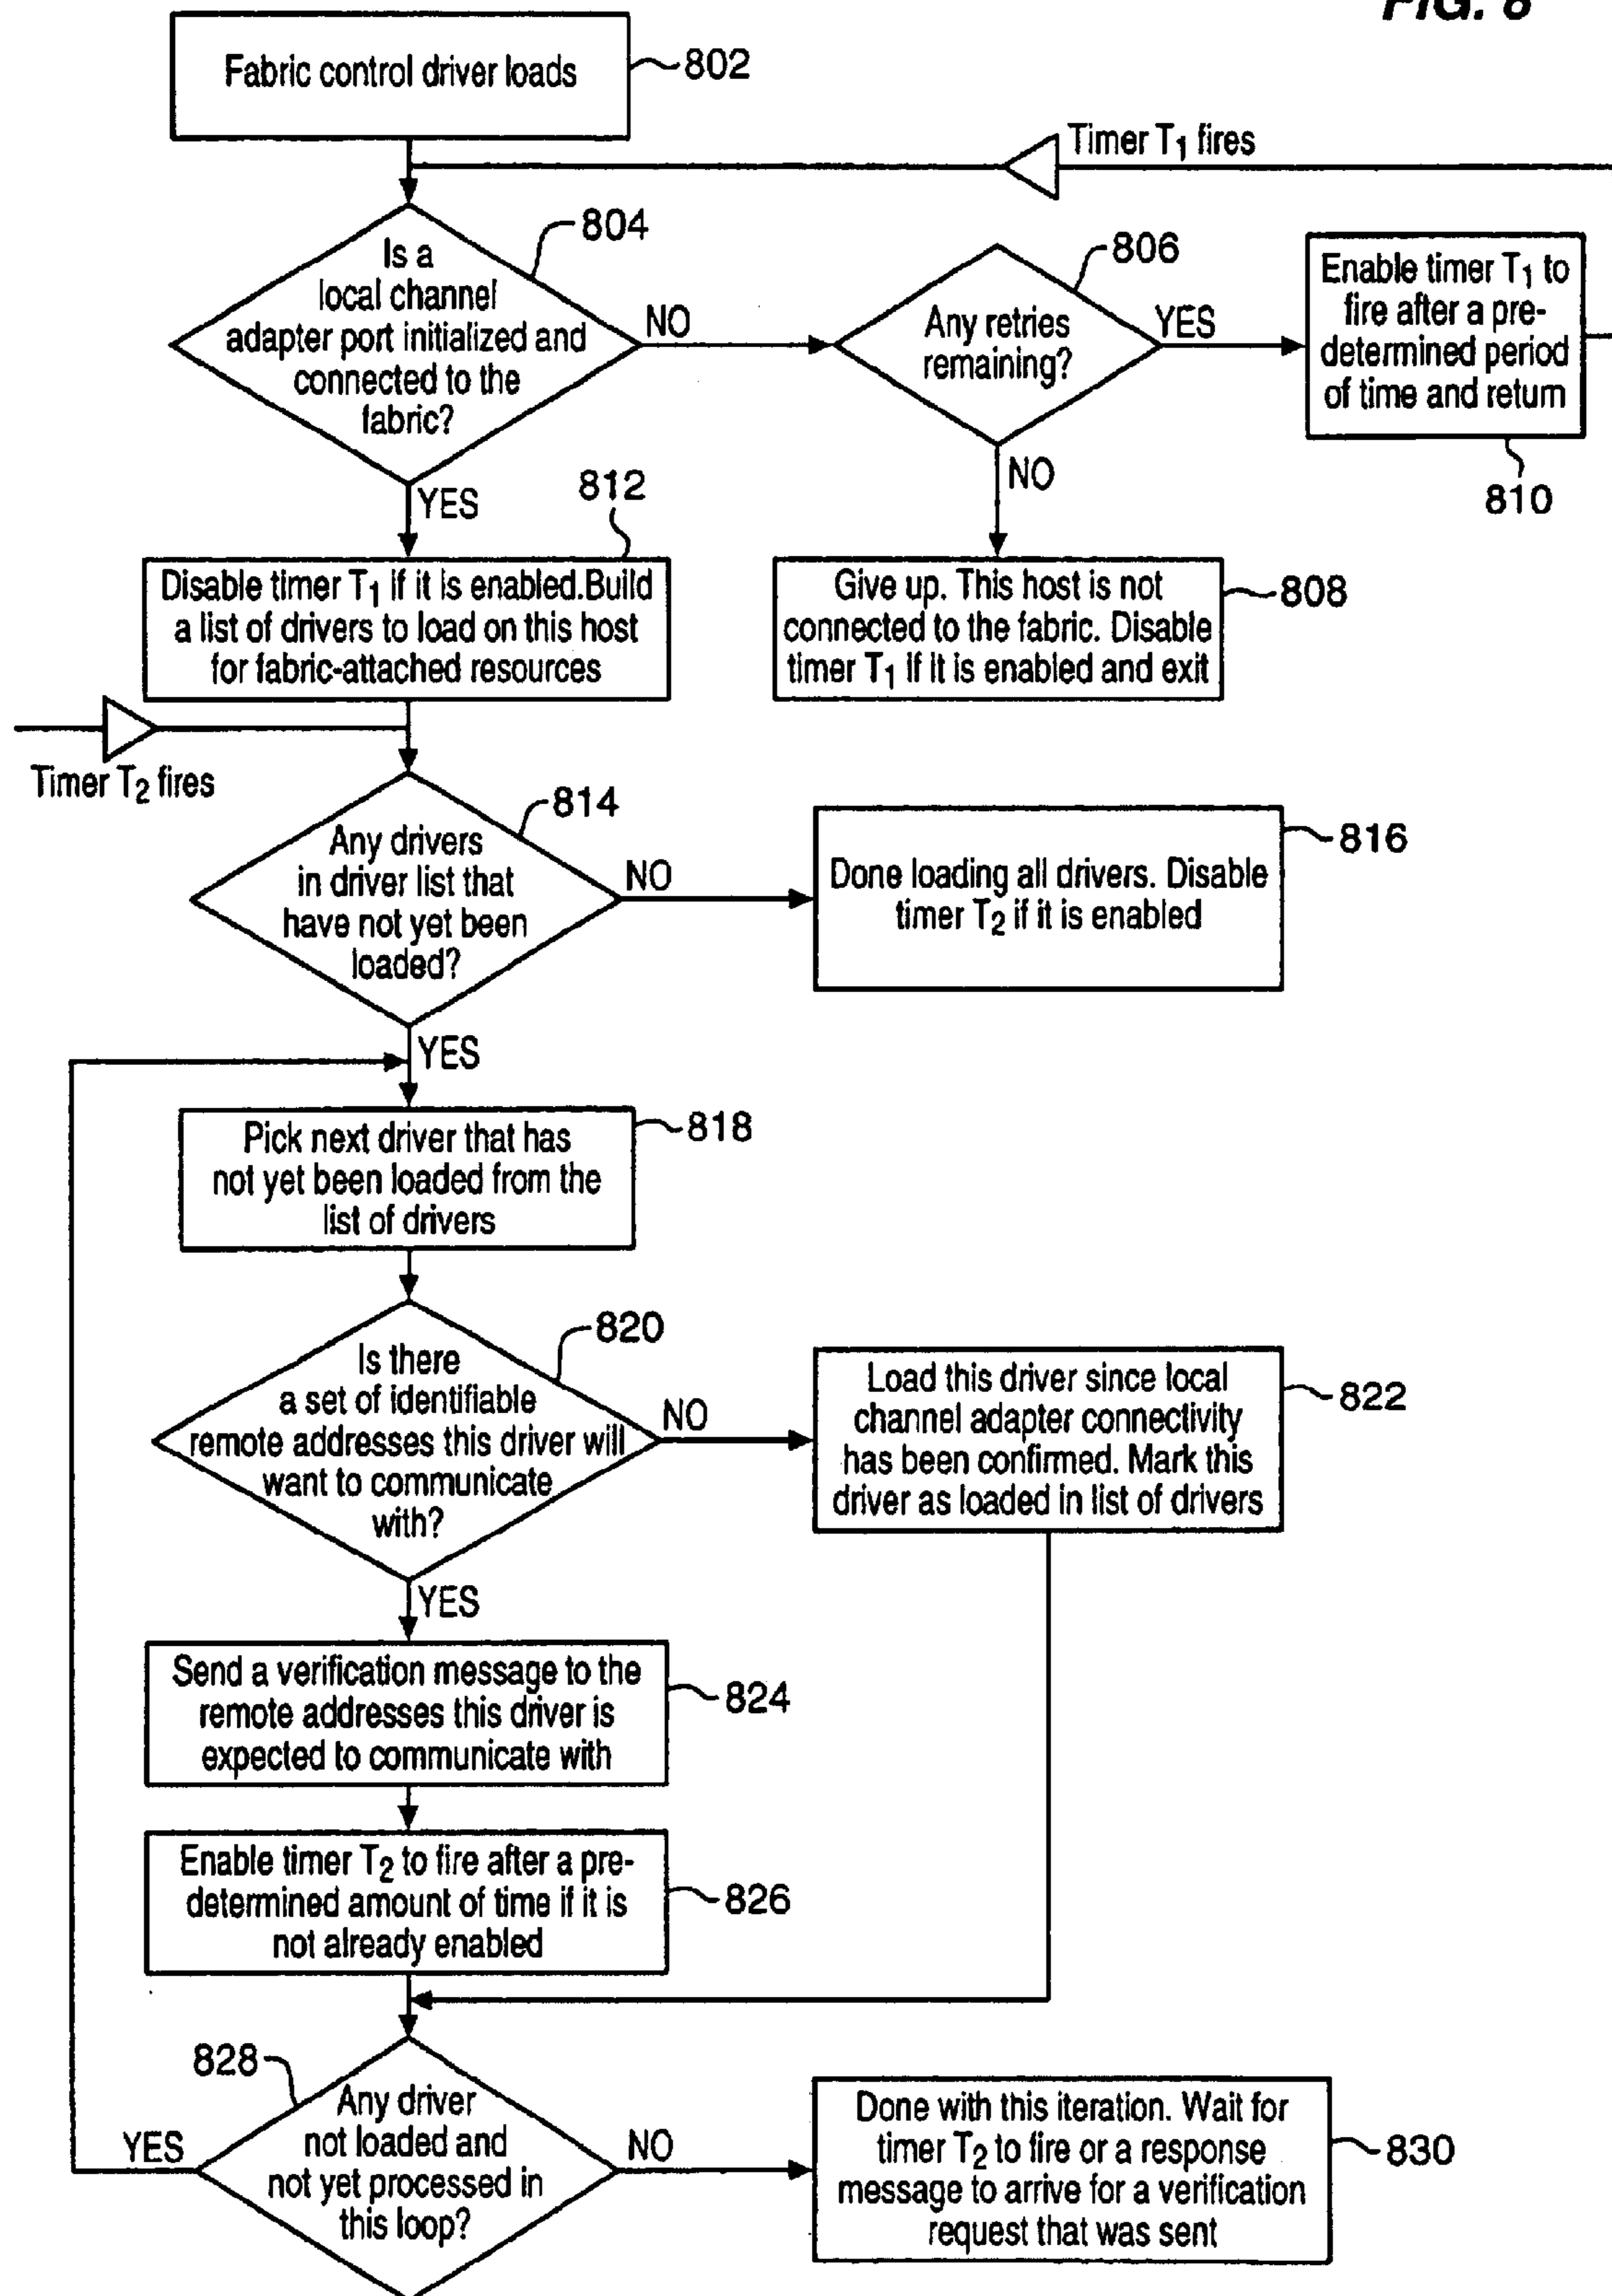 FIG. 8
Fabric control driver loads
802
Timer T1 fires
804
Is a
local channel
adapter port initialized and
connected to the
fabric?
NO
806
Any retries
remaining?
YES
Enable timer T1 to
fire after a pre-
determined period
of time and return
810
NO
YES
812
Disable timer T1 if it is enabled.Build
a list of drivers to load on this host
for fabric-attached resources
Give up. This host is not
connected to the fabric. Disable
timer T1 if it is enabled and exit
808
Timer T2 fires
814
Any drivers
in driver list that
have not yet been
loaded?
NO
Done loading all drivers. Disable
timer T2 if it is enabled
816
YES
Pick next driver that has
not yet been loaded from the
list of drivers
818
820
Is there
a set of identifiable
remote addresses this driver will
want to communicate
with?
NO
Load this driver since local
channel adapter connectivity
has been confirmed. Mark this
driver as loaded in list of drivers
822
YES
Send a verification message to the
remote addresses this driver is
expected to communicate with
824
Enable timer T2 to fire after a pre-
determined amount of time if it is
not already enabled
826
828
Any driver
not loaded and
not yet processed in
this loop?
YES
NO
Done with this iteration. Wait for
timer T2 to fire or a response
message to arrive for a verification
request that was sent
830